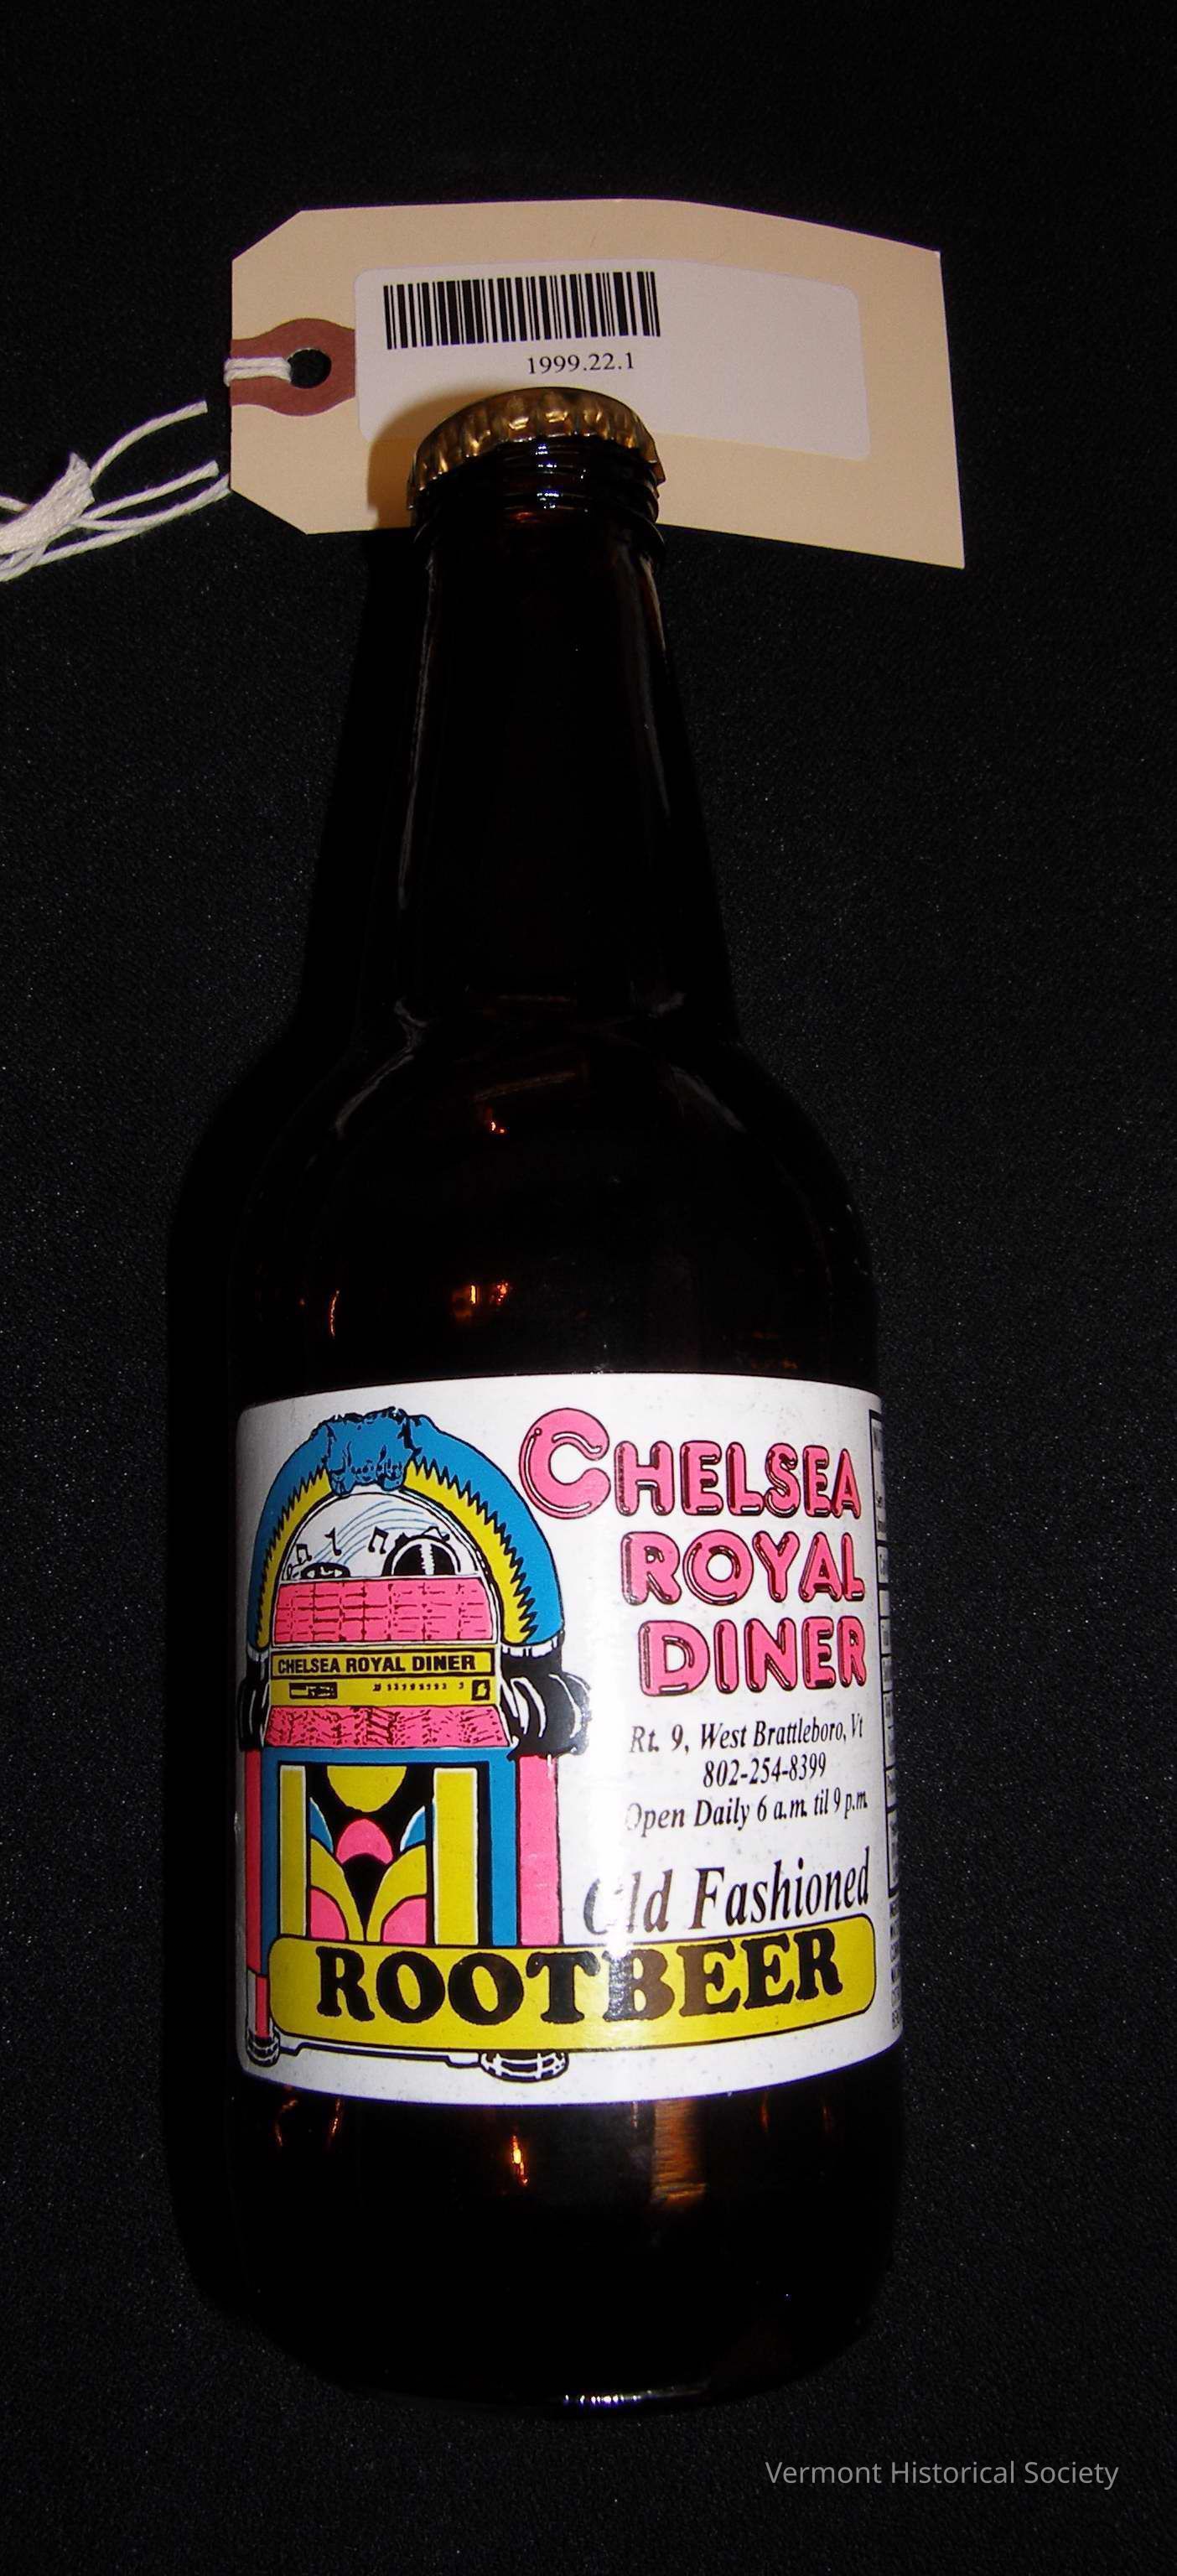 1999.22.1
CHELSEA
ROYAL
DINER
CHELSEA ROYAL DINER
Rt. 9, West Brattleboro, Vt
802-254-8399
Open Daily 6 a.m. til 9 p.m.
Old Fashioned
ROOTBEER
Vermont Historical Society